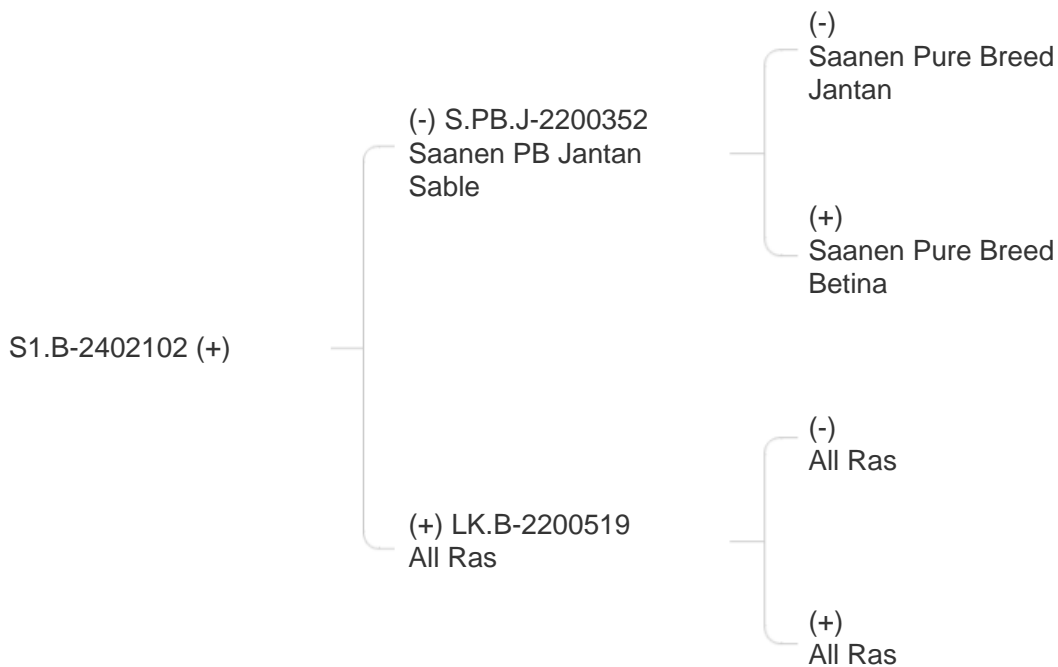 (-)
Saanen Pure Breed
Jantan
(-) S.PB.J-2200352
Saanen PB Jantan
Sable
(+)
Saanen Pure Breed
Betina
S1.B-2402102 (+)
(-)
All Ras
(+) LK.B-2200519
All Ras
(+)
All Ras